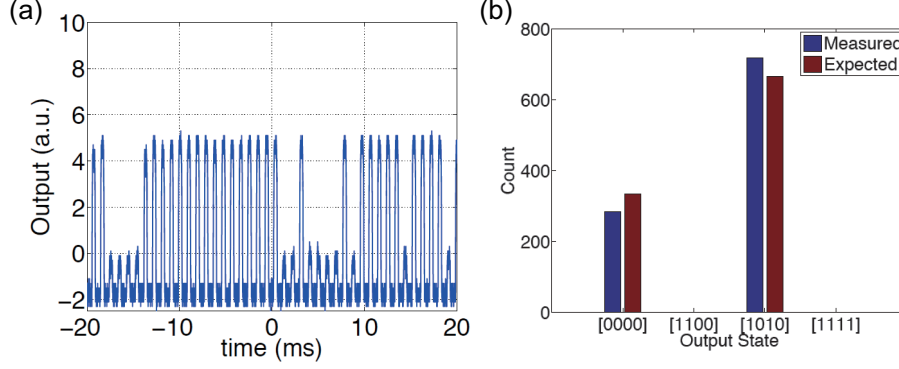 (a)
Output (a.u.)
10
8
6
4
2
0
−2
−20
−10
0
10
20
time (ms)
(b)
Count
800
600
400
200
0
Measured
Expected
[0000]
[1100]
[1010]
[1111]
Output State